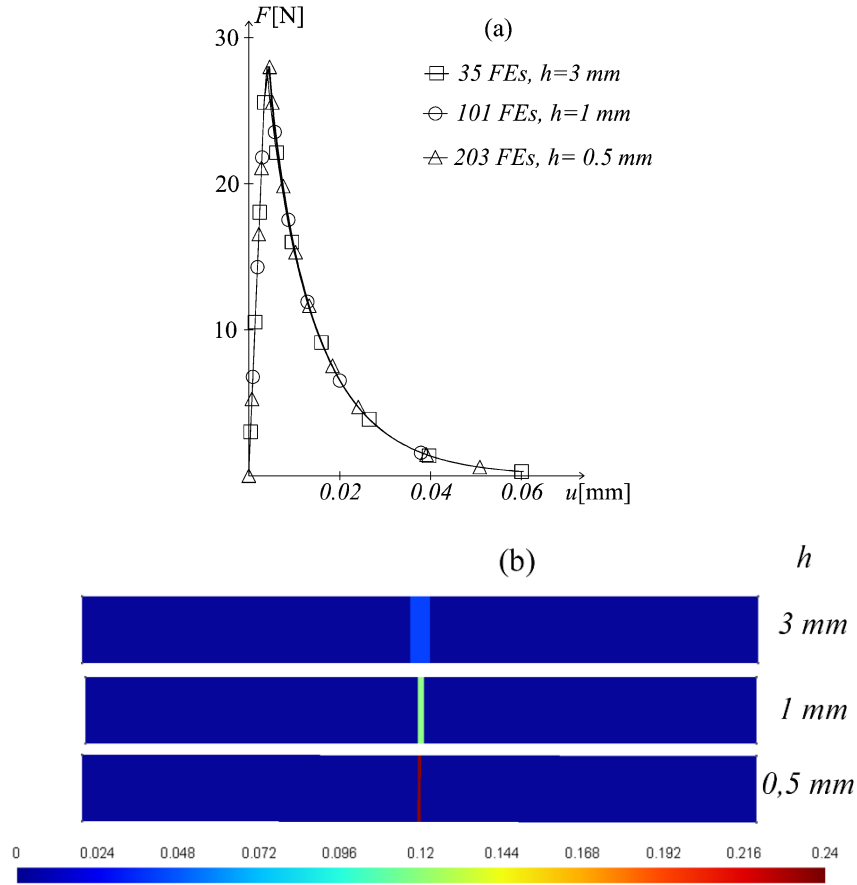 F[N]
(a)
30
35 FEs, h=3 mm
101 FEs, h=1 mm
203 FEs, h= 0.5 mm
20
10
0.02 0.04 0.06 u[mm]
(b)
h
3 mm
1 mm
0,5 mm
0 0.024 0.048 0.072 0.096 0.12 0.144 0.168 0.192 0.216 0.24